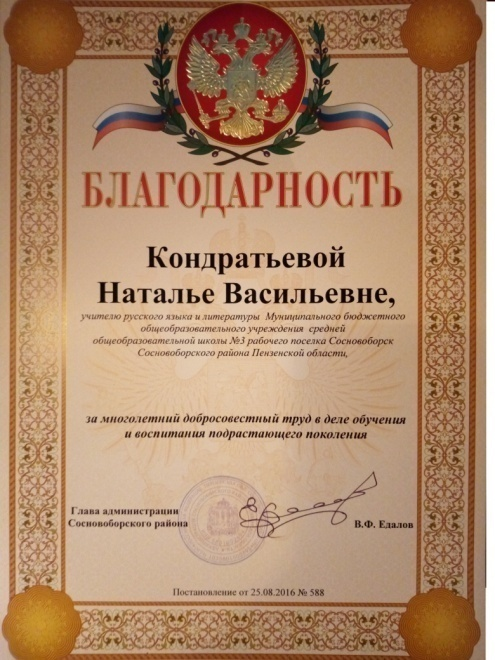 БЛАГОДАРНОСТЬ
Кондратьевой
Наталье Васильевне,
учителю русского языка и литературы Муниципального бюджетного
общеобразовательного учреждения средней
общеобразовательной школы №3 рабочего поселка Сосновоборск
Сосновоборского района Пензенской области,
за многолетний добросовестный труд в деле обучения
и воспитания подрастающего поколения
Глава администрации
Сосновоборского района
В.Ф. Едалов
Постановление от 25.08.2016 № 588